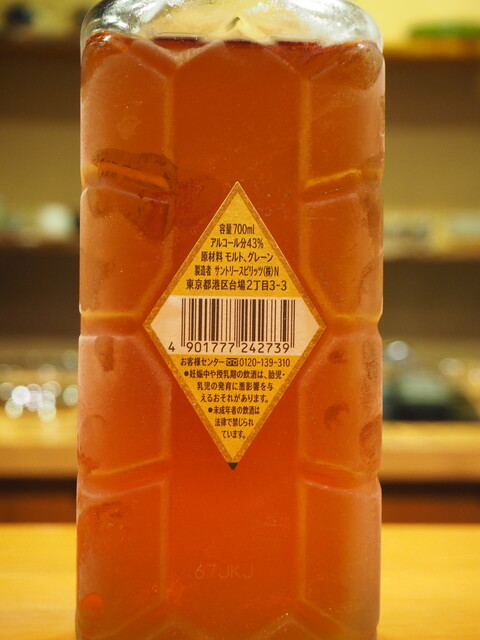 容量700ml
アルコール分43%
原材料 モルト、グレーン
製造者 サントリースピリッツ(株)N
東京都港区台場2丁目3-3
4 901777 242739
お客様センター 0120-139-310
●妊娠中や授乳期の飲酒は、胎児・
乳児の発育に悪影響を与
えるおそれがあります。
●未成年者の飲酒は
法律で禁じられ
ています。
67JKJ